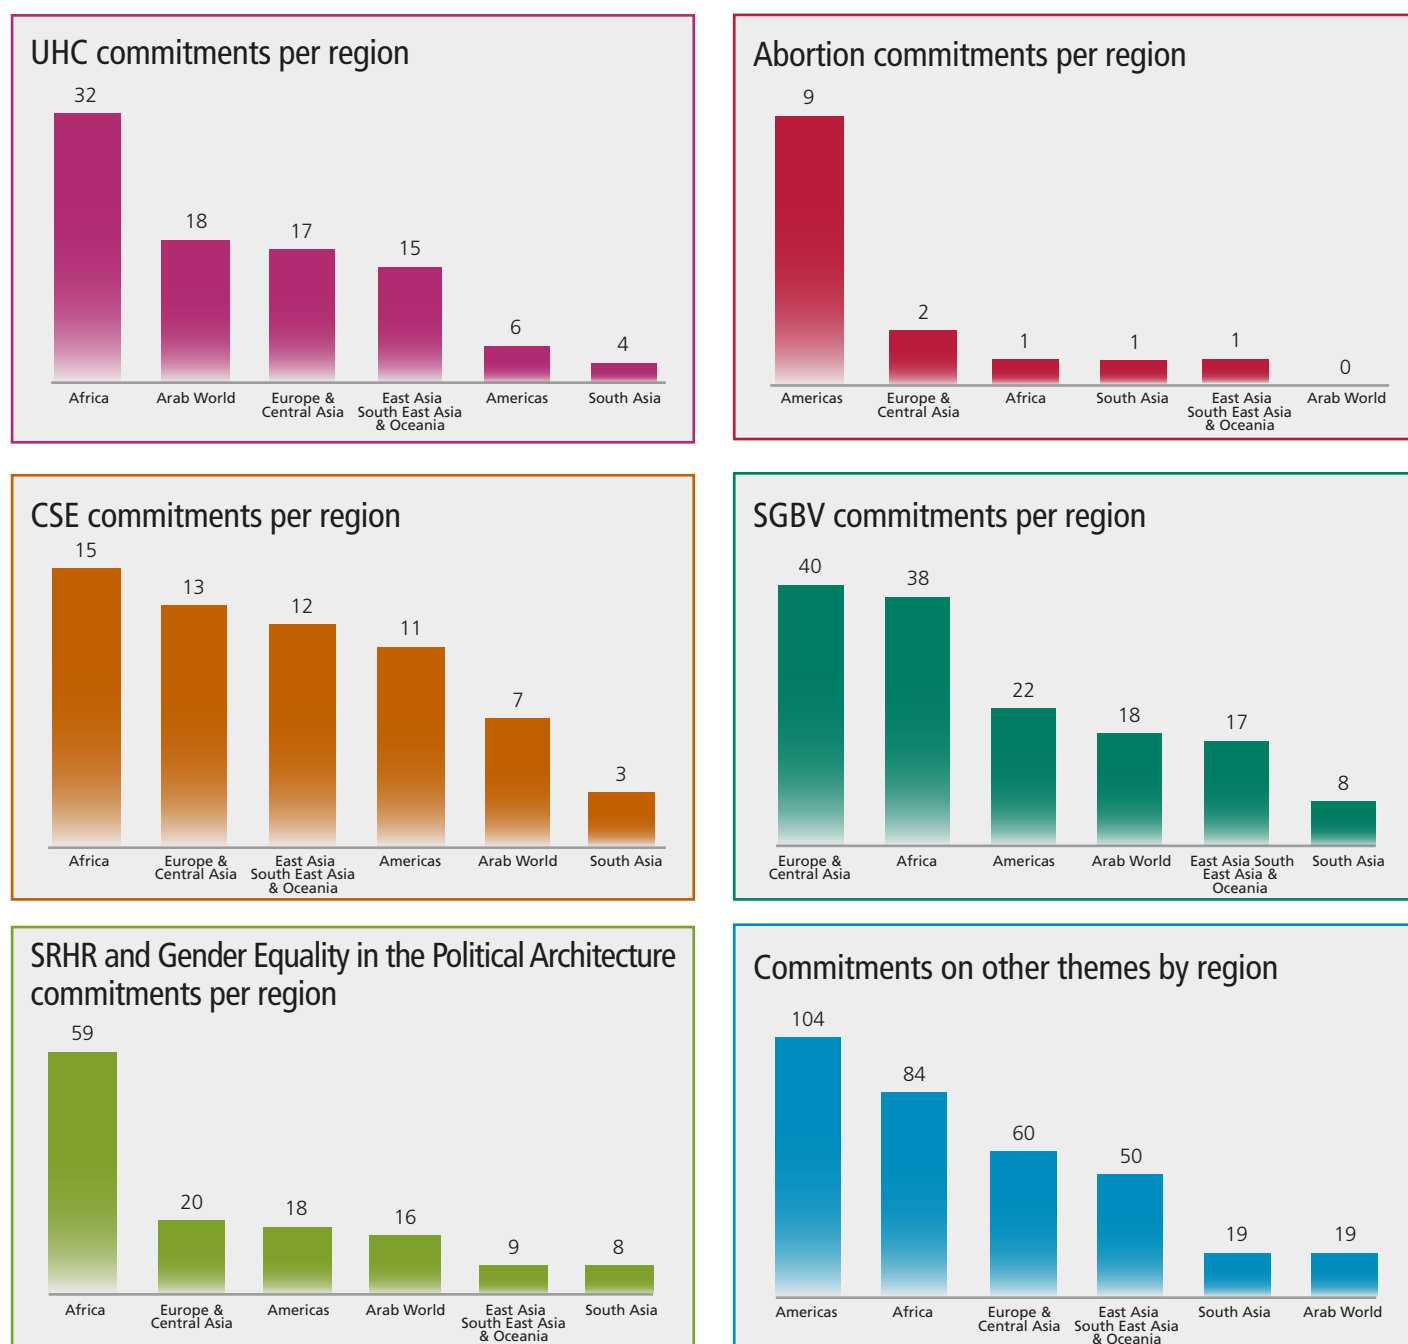 UHC commitments per region
32
18
17
15
6
4
Africa
Arab World
Europe &
Central Asia
East Asia
South East Asia
& Oceania
Americas
South Asia
Abortion commitments per region
9
2
1
1
1
0
Americas
Europe &
Central Asia
Africa
South Asia
East Asia
South East Asia
& Oceania
Arab World
CSE commitments per region
15
13
12
11
7
3
Africa
Europe &
Central Asia
East Asia
South East Asia
& Oceania
Americas
Arab World
South Asia
SGBV commitments per region
40
38
22
18
17
8
Europe &
Central Asia
Africa
Americas
Arab World
East Asia South
East Asia &
Oceania
South Asia
SRHR and Gender Equality in the Political Architecture
commitments per region
59
20
18
16
9
8
Africa
Europe &
Central Asia
Americas
Arab World
East Asia
South East Asia
& Oceania
South Asia
Commitments on other themes by region
104
84
60
50
19
19
Americas
Africa
Europe &
Central Asia
East Asia
South East Asia
& Oceania
South Asia
Arab World